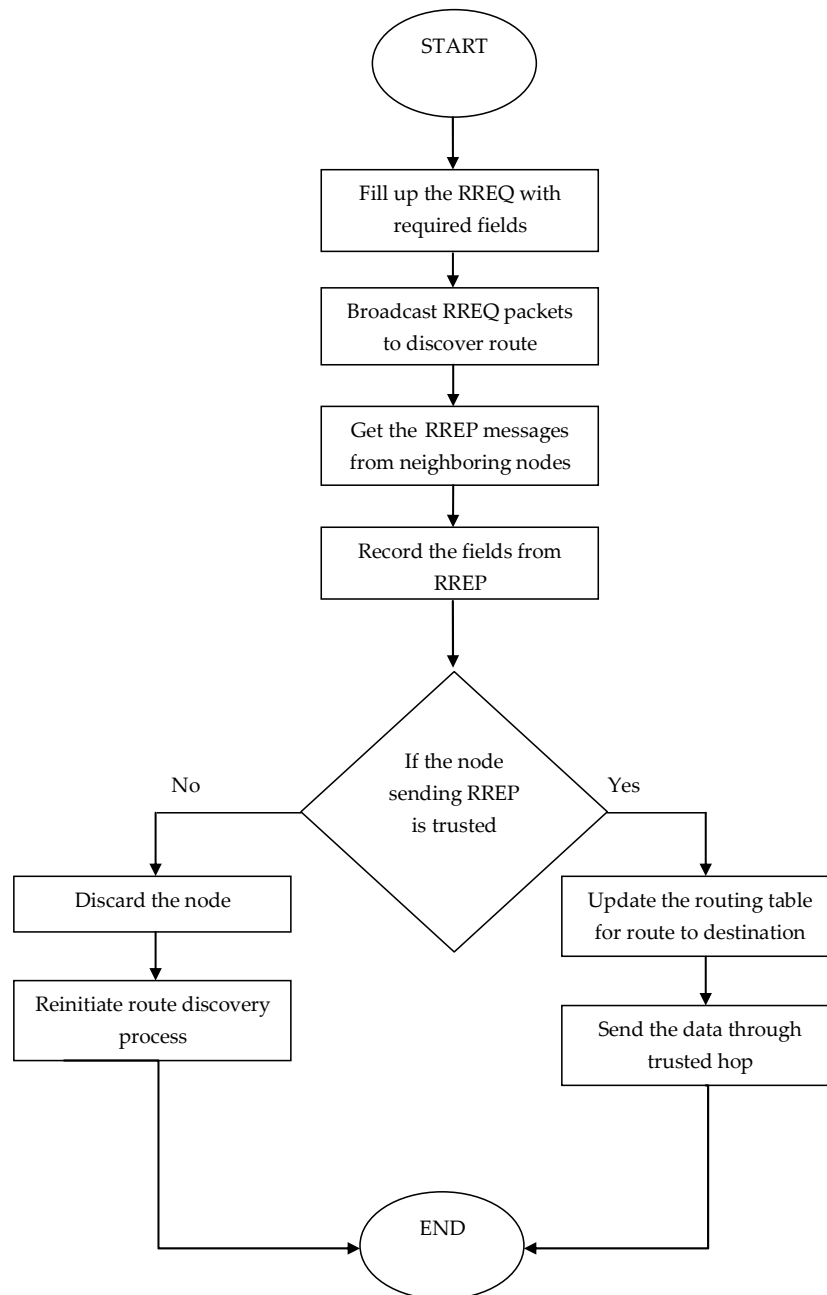 START
Fill up the RREQ with
required fields
Broadcast RREQ packets
to discover route
Get the RREP messages
from neighboring nodes
Record the fields from
RREP
If the node
sending RREP
is trusted
No
Yes
Discard the node
Reinitiate route discovery
process
Update the routing table
for route to destination
Send the data through
trusted hop
END